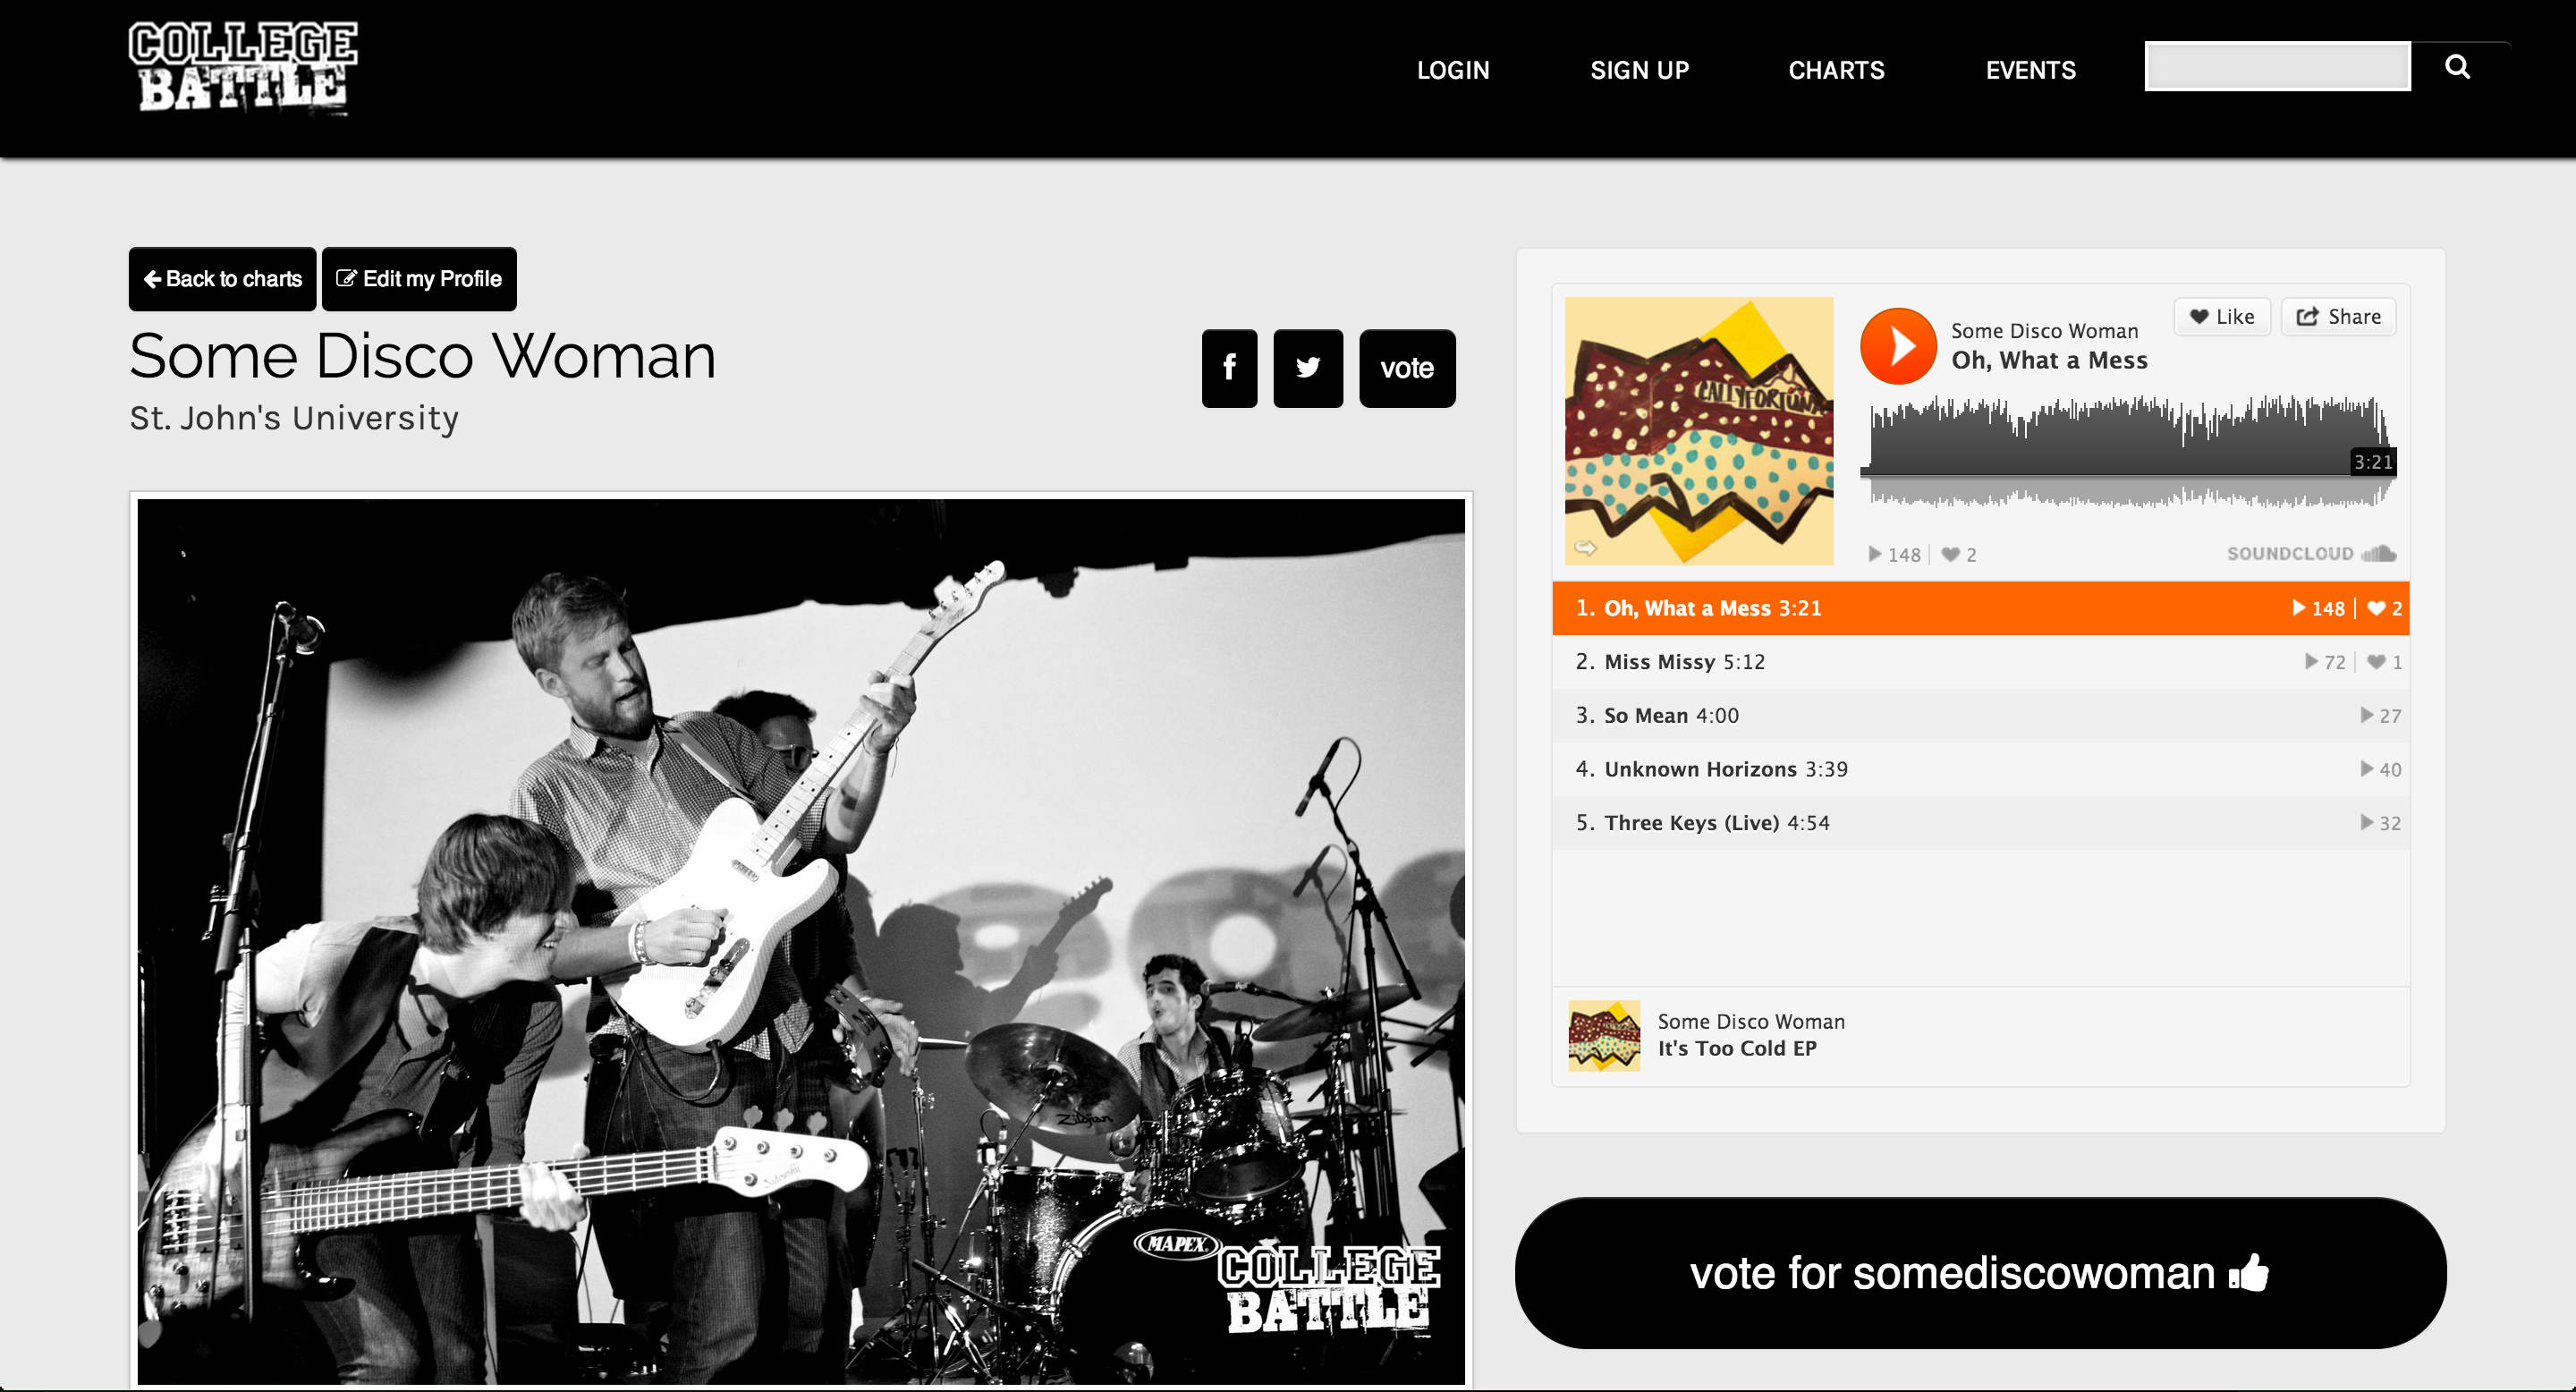 COLLEGE
BATTLE
LOGIN
SIGN UP
CHARTS
EVENTS
Back to charts
Edit my Profile
Some Disco Woman
St. John's University
f
vote
Zildjian
MAPEX
COLLEGE
BATTLE
CALLYFORTUNA
Some Disco Woman
Oh, What a Mess
Like
Share
3:21
148 | 2
SOUNDCLOUD
1. Oh, What a Mess 3:21 148 | 2
2. Miss Missy 5:12 72 | 1
3. So Mean 4:00 27
4. Unknown Horizons 3:39 40
5. Three Keys (Live) 4:54 32
Some Disco Woman
It's Too Cold EP
vote for somediscowoman